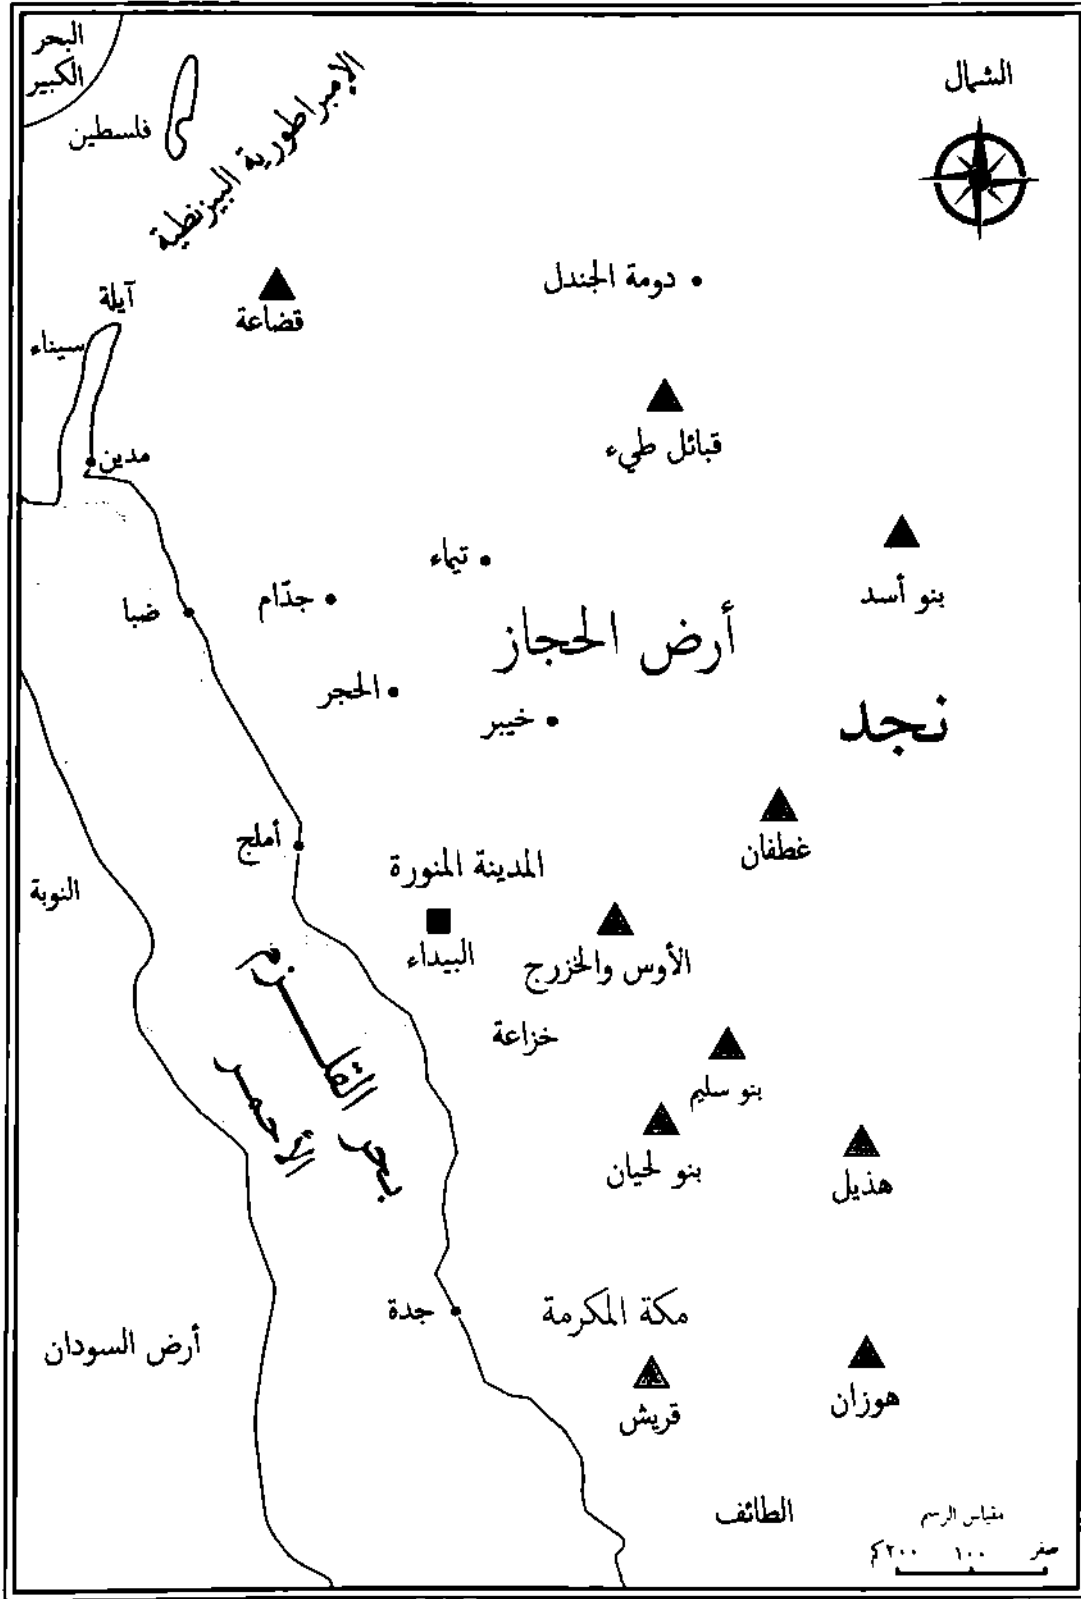 البحر
الكبير
فلسطين
الإمبراطورية البيزنطية
الشمال
دومة الجندل
آيلة
قضاعة
سيناء
قبائل طيء
مدين
تيماء
بنو أسد
جدّام
ضبا
أرض الحجاز
الحجر
خيبر
نجد
أملج
غطفان
المدينة المنورة
النوبة
البيداء
الأوس والخزرج
خزاعة
بحر القلزم
الأحمر
بنو سليم
بنو لحيان
هذيل
جدة
مكة المكرمة
أرض السودان
قريش
هوزان
الطائف
مقياس الرسم
صفر ١٠٠ ٢٠٠كم